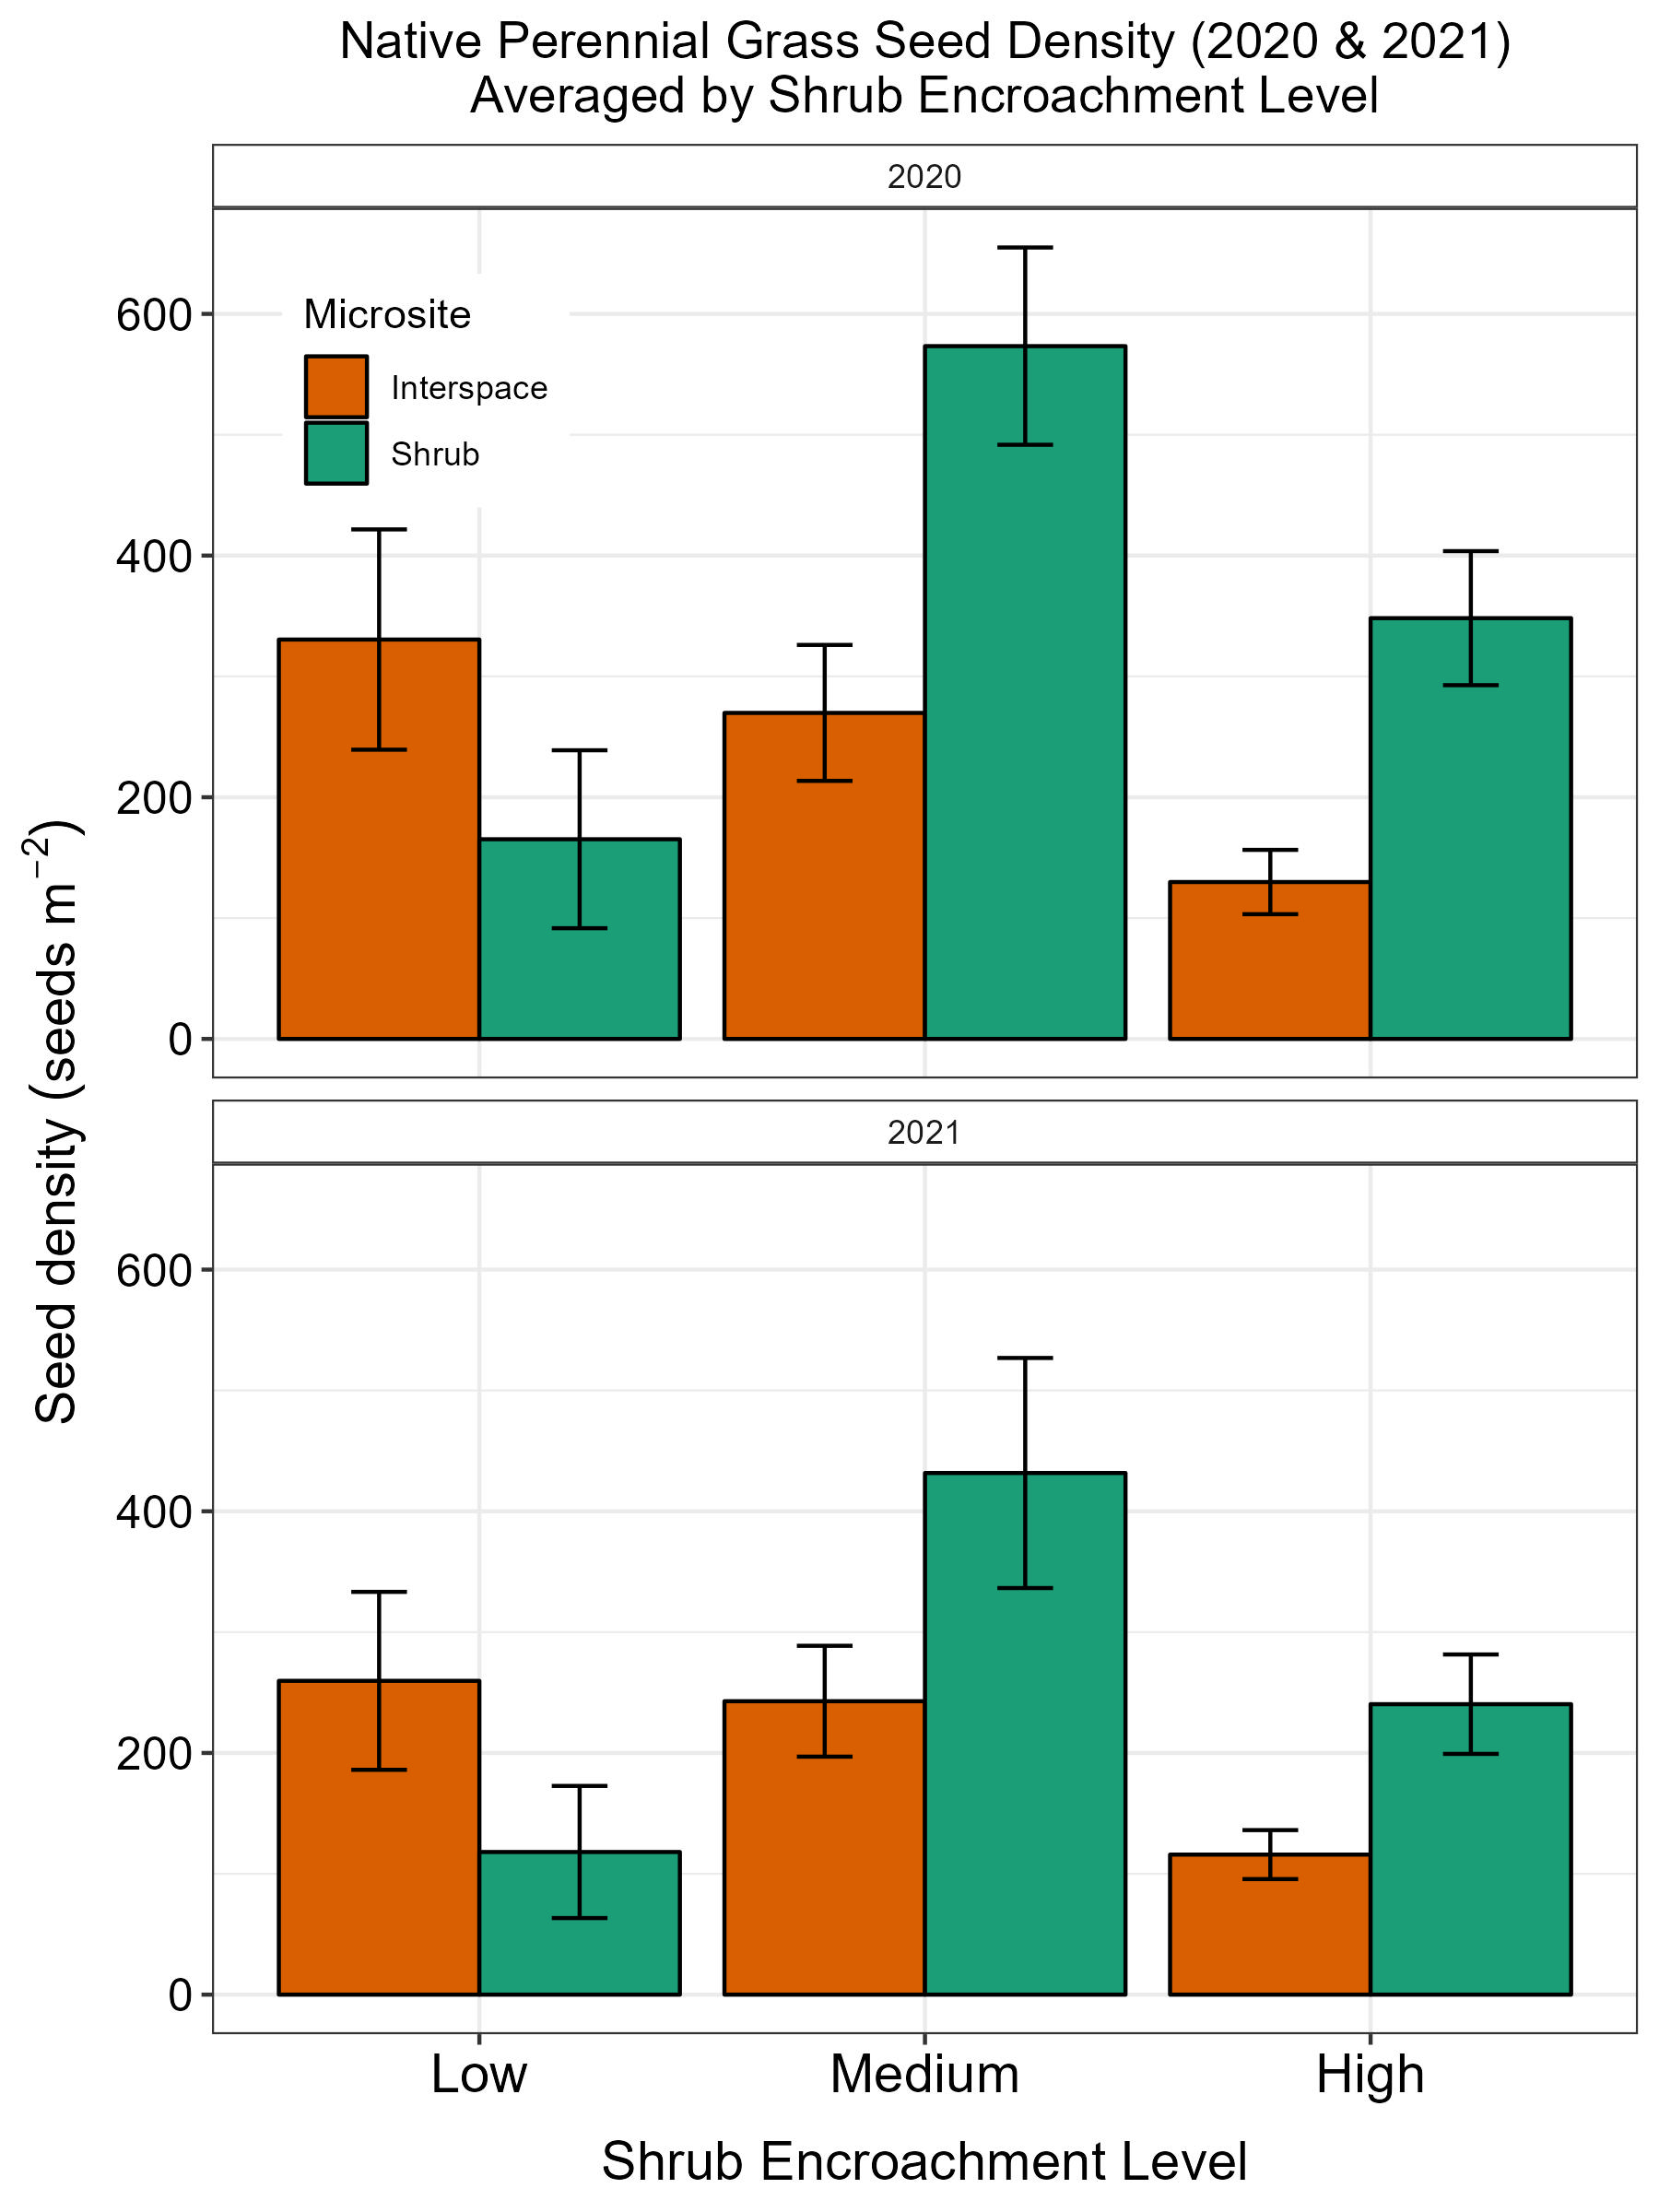 Native Perennial Grass Seed Density (2020 & 2021)
Averaged by Shrub Encroachment Level
2020
Microsite
Interspace
Shrub
600
400
200
0
Seed density (seeds m⁻²)
2021
600
400
200
0
Low Medium High
Shrub Encroachment Level